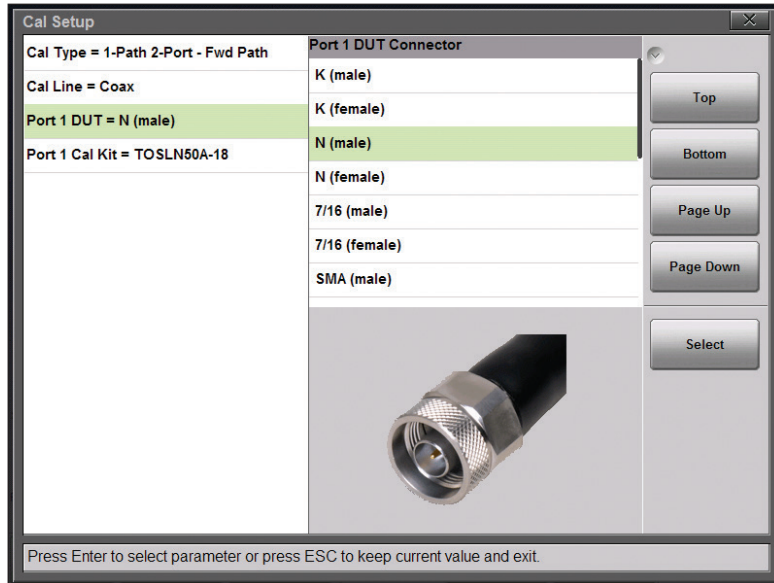 Cal Setup
Cal Type = 1-Path 2-Port - Fwd Path
Cal Line = Coax
Port 1 DUT = N (male)
Port 1 Cal Kit = TOSLN50A-18
Port 1 DUT Connector
K (male)
K (female)
N (male)
N (female)
7/16 (male)
7/16 (female)
SMA (male)
Top
Bottom
Page Up
Page Down
Select
Press Enter to select parameter or press ESC to keep current value and exit.